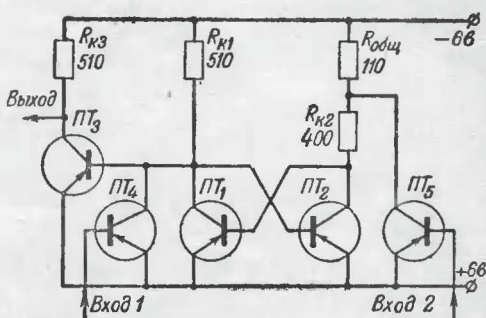 Rк3
510
Rк1
510
Rобщ
110
−6в
Выход
ПТ3
Rк2
400
ПТ4
ПТ1
ПТ2
ПТ5
+6в
Вход 1
Вход 2